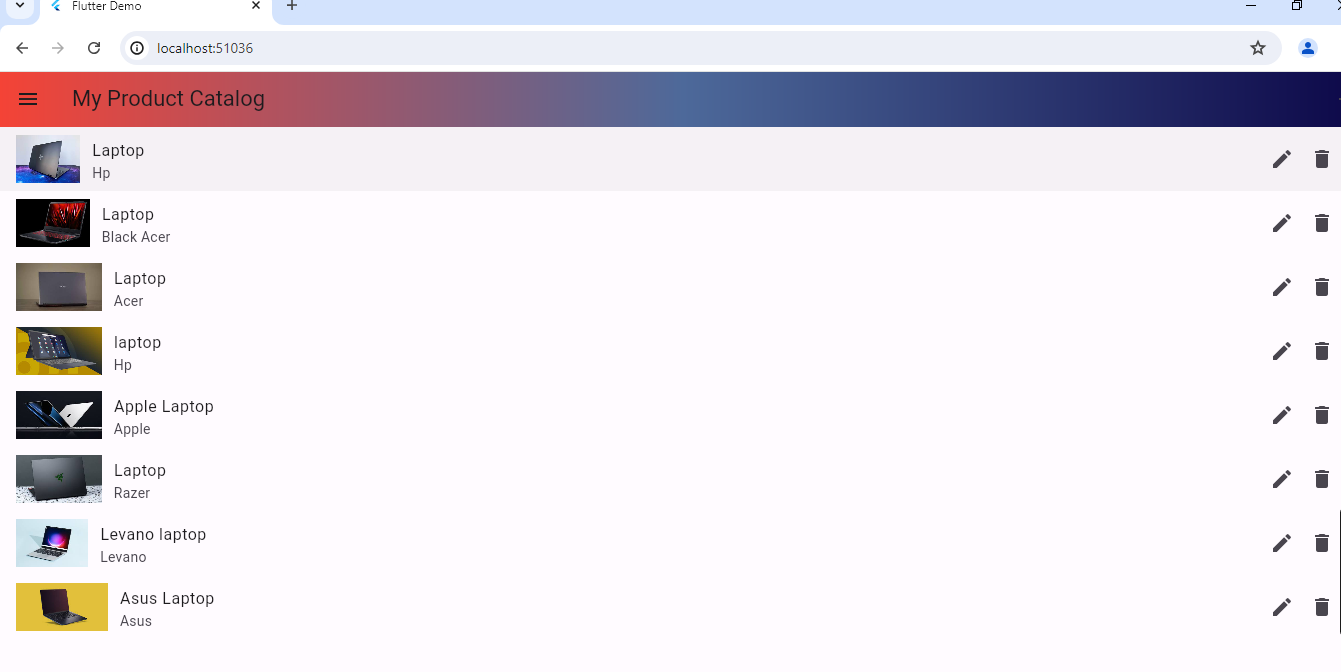 Flutter Demo
localhost:51036
My Product Catalog
Laptop
Hp
Laptop
Black Acer
Laptop
Acer
laptop
Hp
Apple Laptop
Apple
Laptop
Razer
Levano laptop
Levano
Asus Laptop
Asus